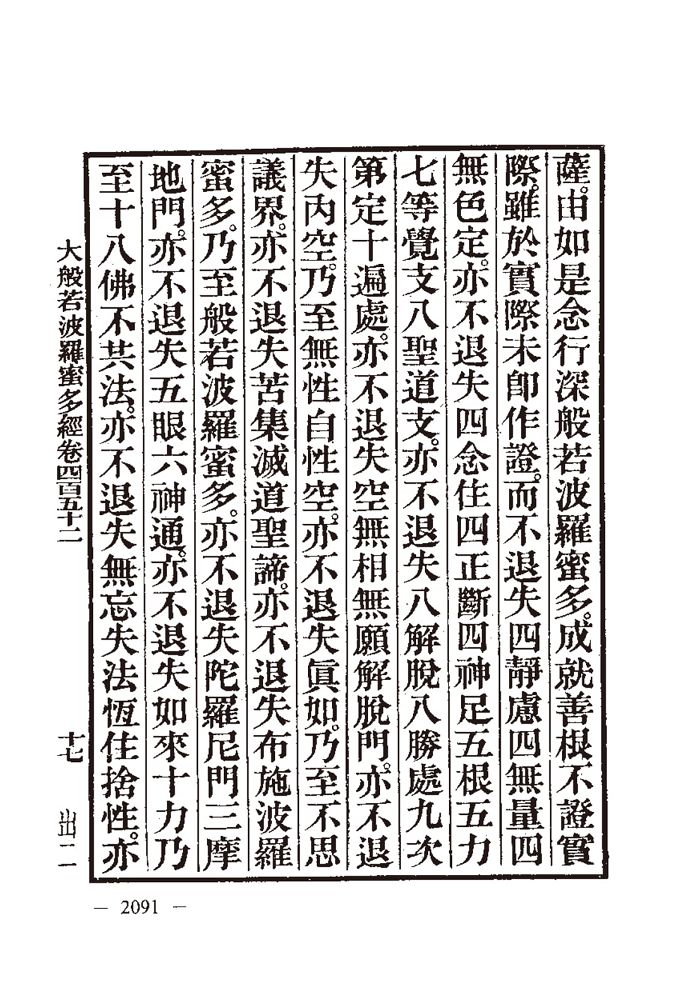 薩。由如是念行深般若波羅蜜多。成就善根不證實
際。雖於實際未卽作證。而不退失四靜慮四無量四
無色定。亦不退失四念住四正斷四神足五根五力
七等覺支八聖道支。亦不退失八解脫八勝處九次
第定十遍處。亦不退失空無相無願解脫門。亦不退
失內空。乃至無性自性空。亦不退失眞如。乃至不思
議界。亦不退失苦集滅道聖諦。亦不退失布施波羅
蜜多。乃至般若波羅蜜多。亦不退失陀羅尼門三摩
地門。亦不退失五眼六神通。亦不退失如來十力乃
至十八佛不共法。亦不退失無忘失法恆住捨性。亦
大般若波羅蜜多經卷四百五十二
十七
出二
— 2091 —